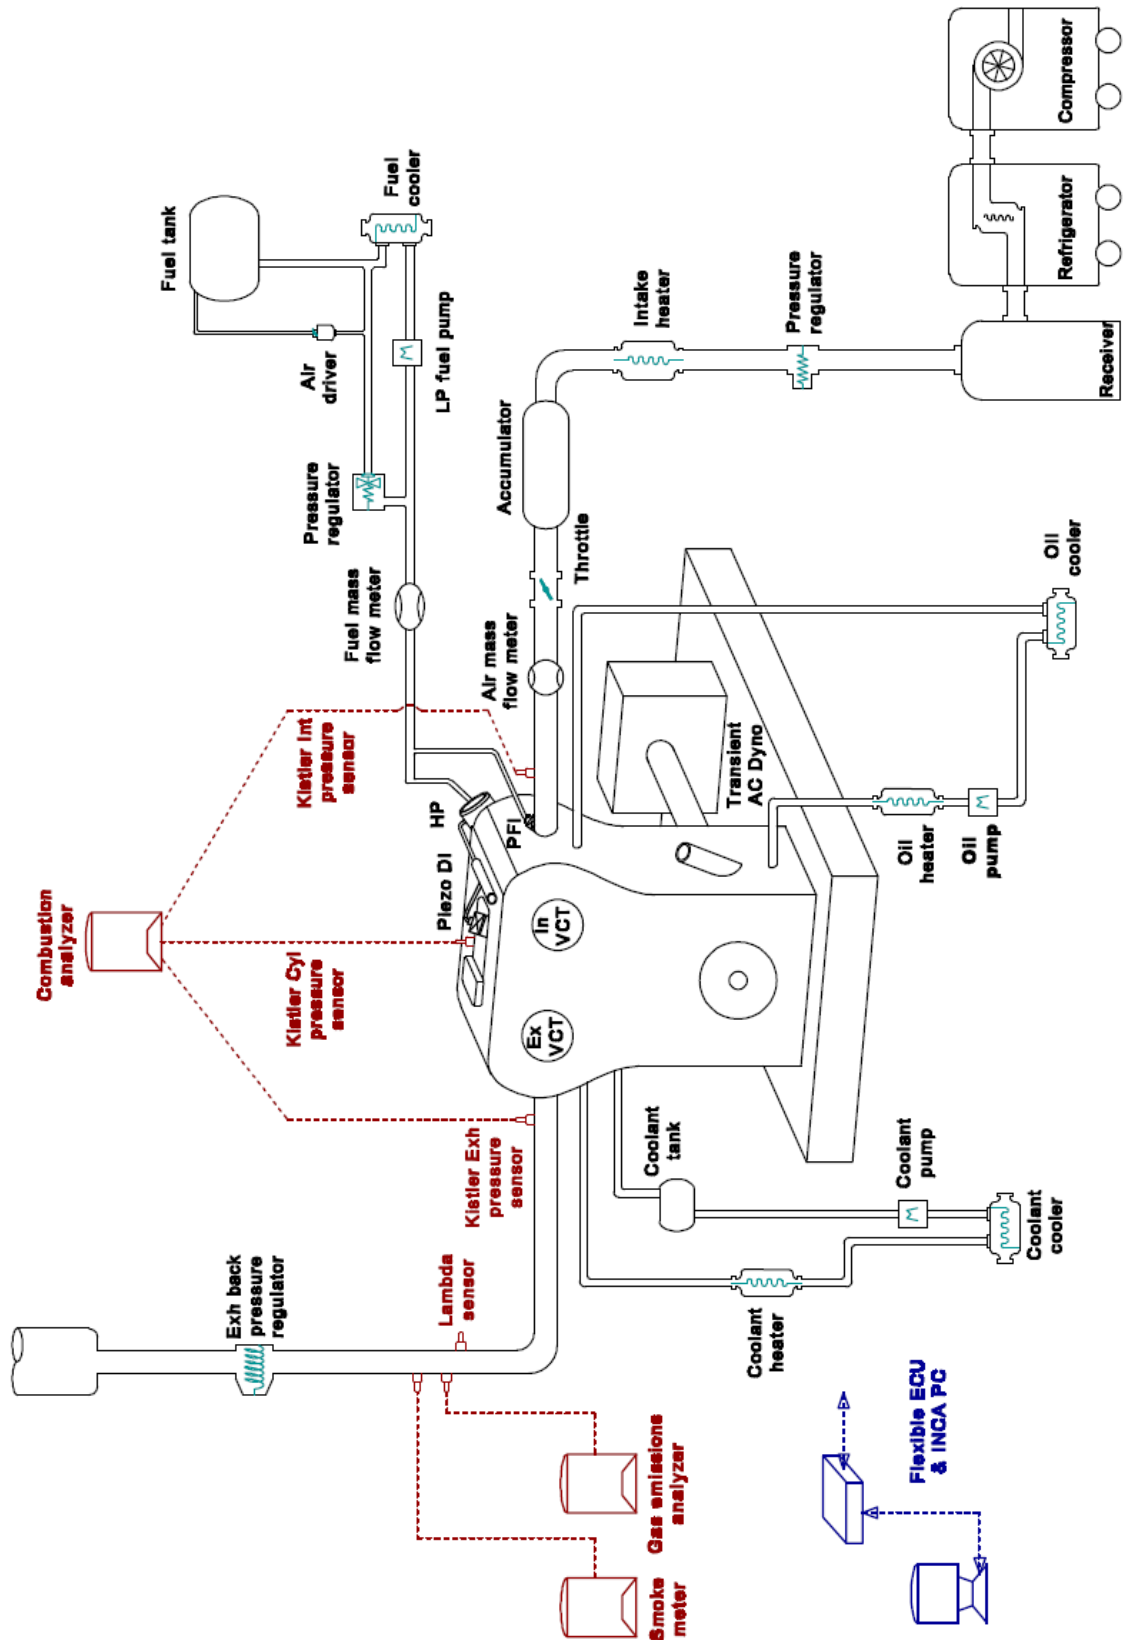 Exh back
pressure
regulator
Lambda
sensor
Smoke
meter
Gas emissions
analyzer
Flexible ECU
& INCA PC
Combustion
analyzer
Kistler Exh
pressure
sensor
Kistler Cyl
pressure
sensor
Kistler Int
pressure
sensor
Coolant
heater
Coolant
tank
Coolant
pump
Coolant
cooler
Ex
VCT
In
VCT
Piezo DI
HP
PFI
Fuel mass
flow meter
Pressure
regulator
Air
driver
Fuel tank
LP fuel pump
Fuel
cooler
Air mass
flow meter
Throttle
Accumulator
Intake
heater
Pressure
regulator
Transient
AC Dyno
Oil
heater
Oil
pump
Oil
cooler
Receiver
Refrigerator
Compressor